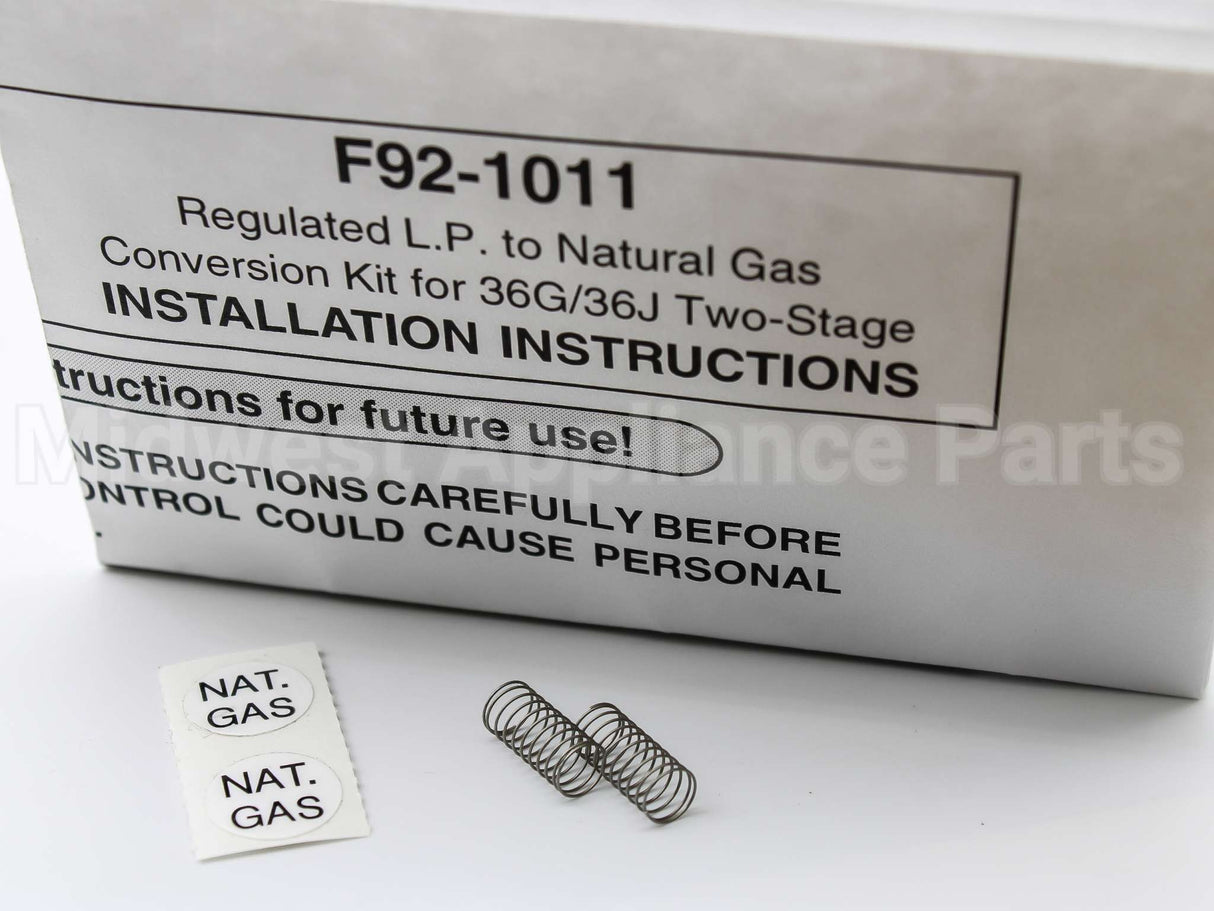 F92-1011
Regulated L.P. to Natural Gas
Conversion Kit for 36G/36J Two-Stage
INSTALLATION INSTRUCTIONS
tructions for future use!
NSTRUCTIONS CAREFULLY BEFORE
ONTROL COULD CAUSE PERSONAL
Midwest Appliance Parts
NAT.
GAS
NAT.
GAS